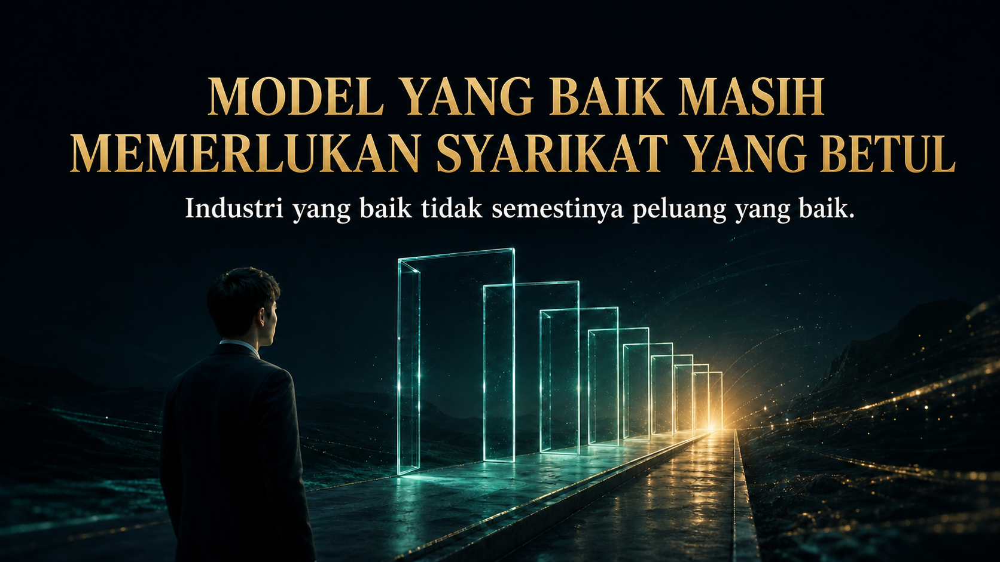 MODEL YANG BAIK MASIH
MEMERLUKAN SYARIKAT YANG BETUL
Industri yang baik tidak semestinya peluang yang baik.